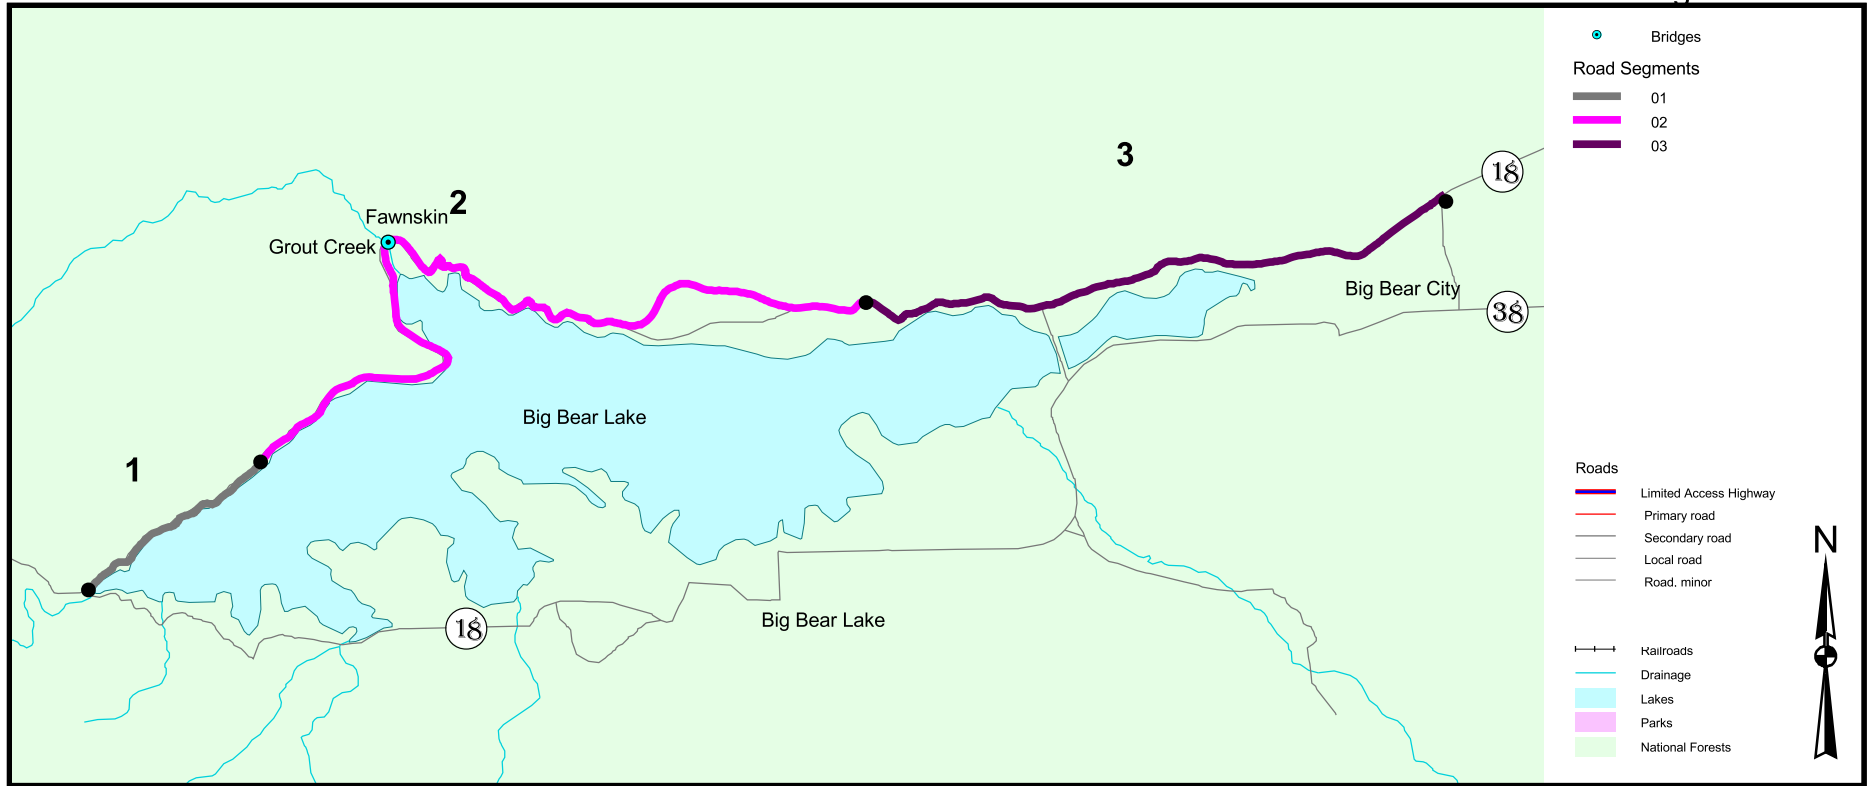 Bridges
Road Segments
01
02
03
3
18
2
Fawnskin
Grout Creek
Big Bear City
38
Big Bear Lake
1
Roads
Limited Access Highway
Primary road
Secondary road
Local road
Road, minor
N
18
Big Bear Lake
Railroads
Drainage
Lakes
Parks
National Forests